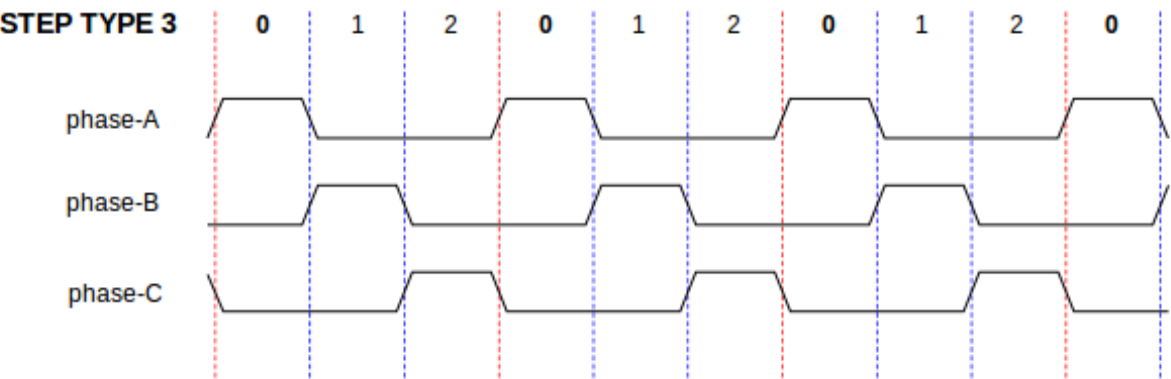 STEP TYPE 3 0 1 2 0 1 2 0 1 2 0
phase-A
phase-B
phase-C